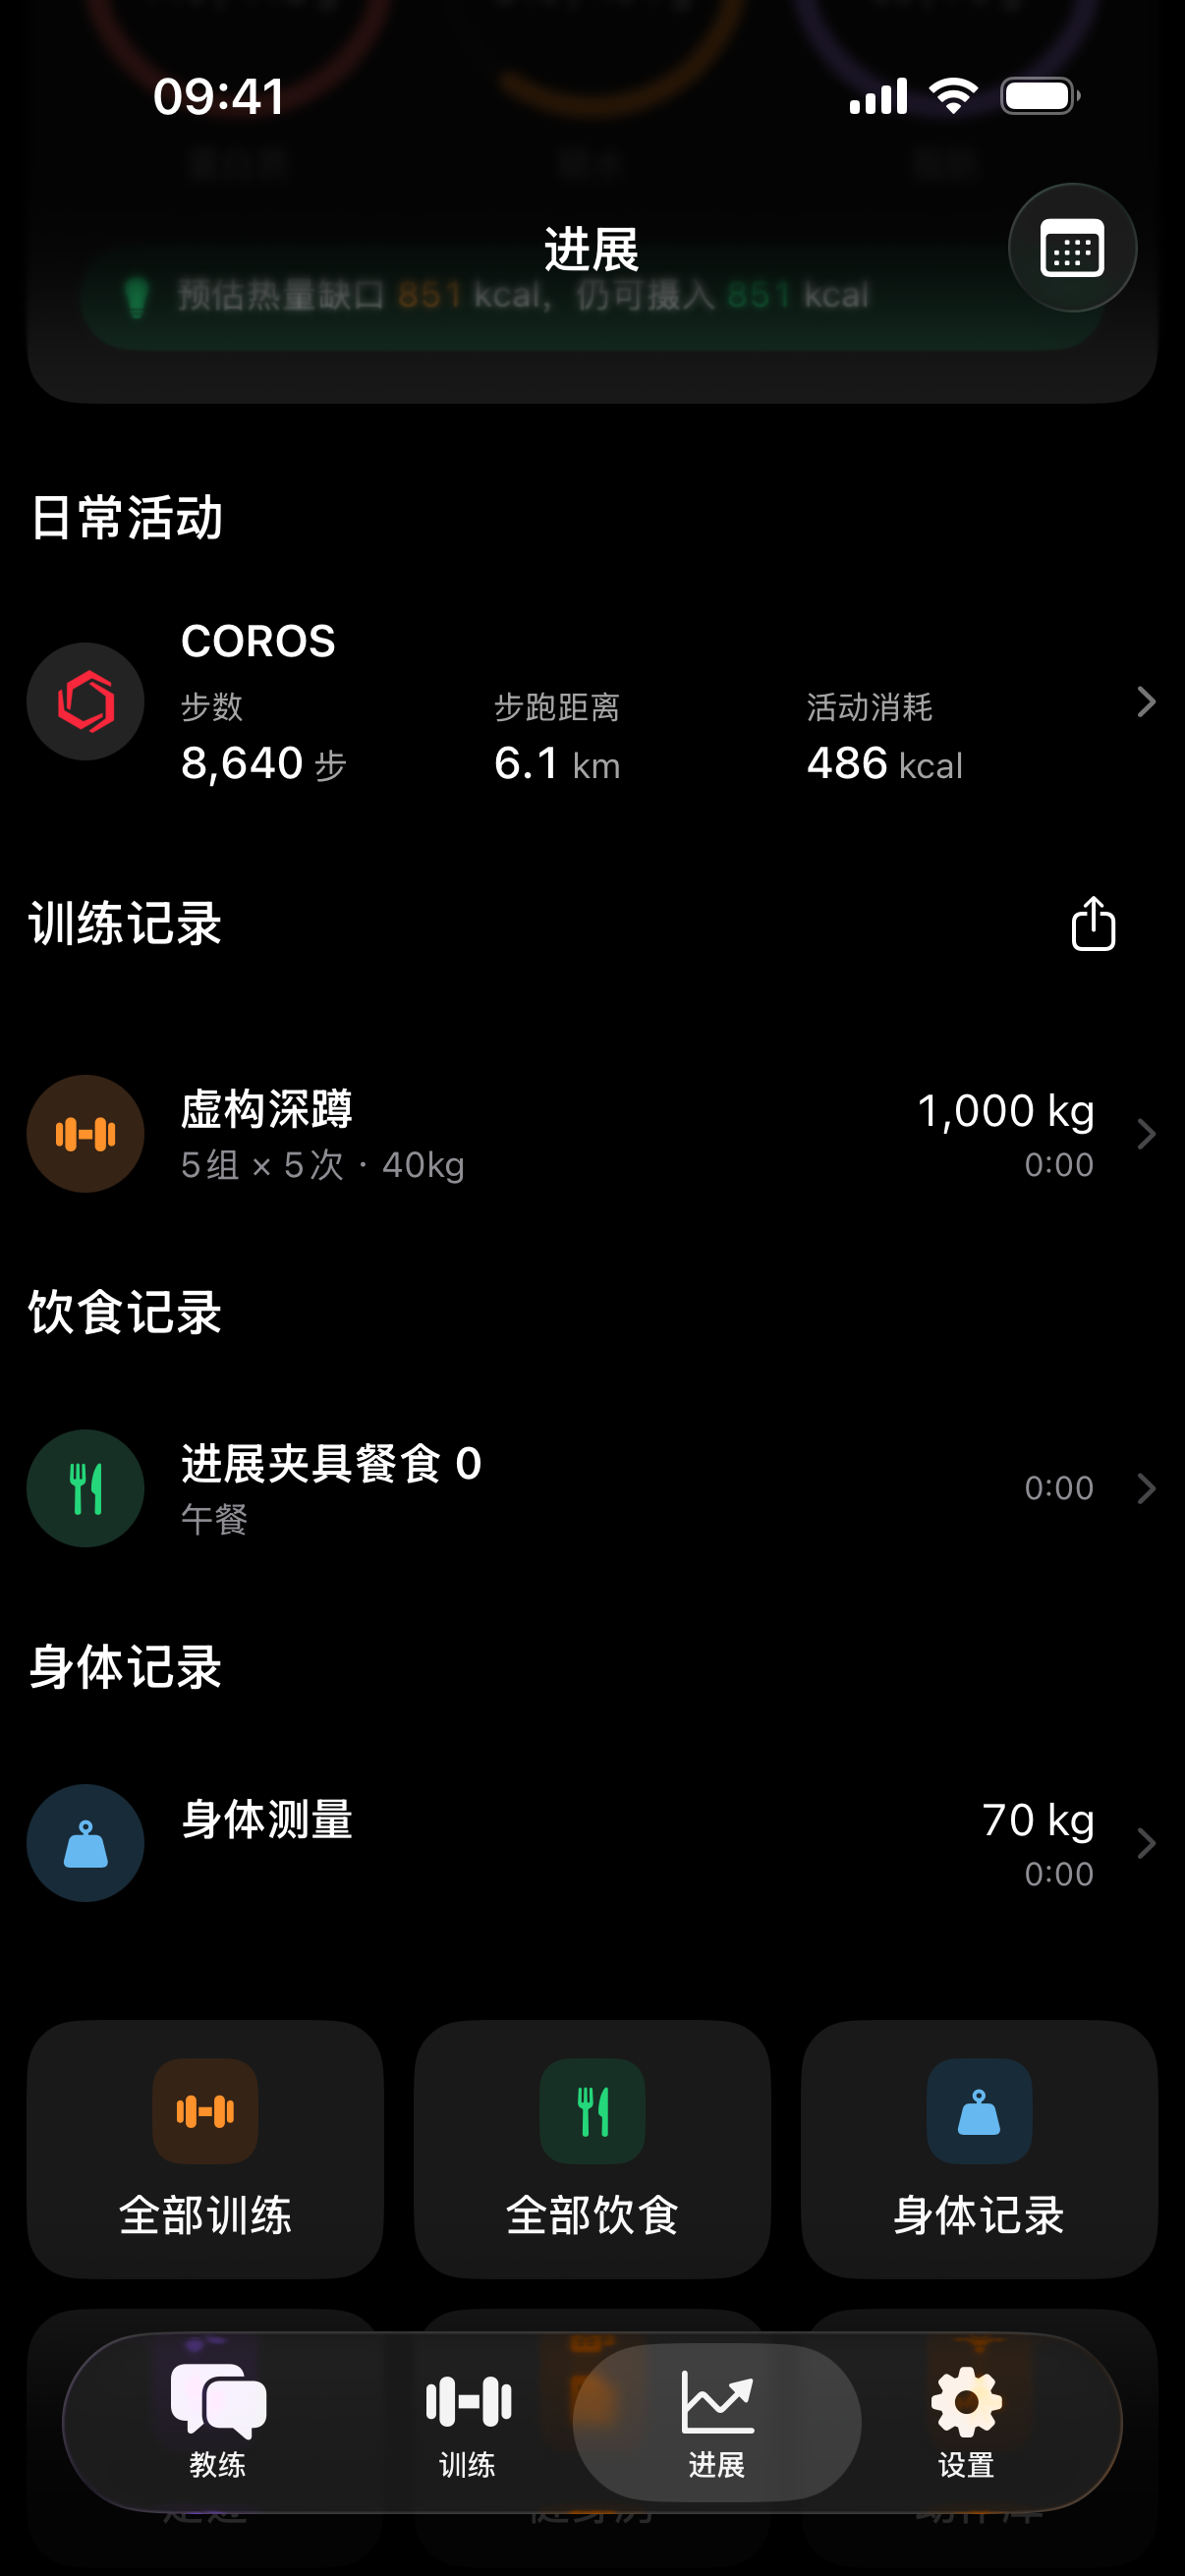 09:41
进展
预估热量缺口 851 kcal，仍可摄入 851 kcal
日常活动
COROS
步数
步跑距离
活动消耗
8,640 步
6.1 km
486 kcal
训练记录
虚构深蹲
1,000 kg
5组 × 5次 · 40kg
0:00
饮食记录
进展夹具餐食 0
午餐
0:00
身体记录
身体测量
70 kg
0:00
全部训练
全部饮食
身体记录
教练
训练
进展
设置